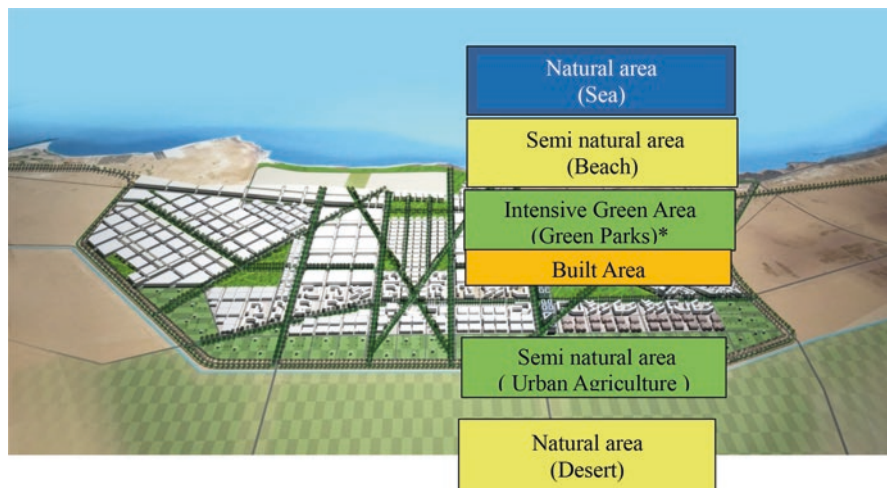 Natural area
(Sea)
Semi natural area
(Beach)
Intensive Green Area
(Green Parks)*
Built Area
Semi natural area
( Urban Agriculture )
Natural area
(Desert)